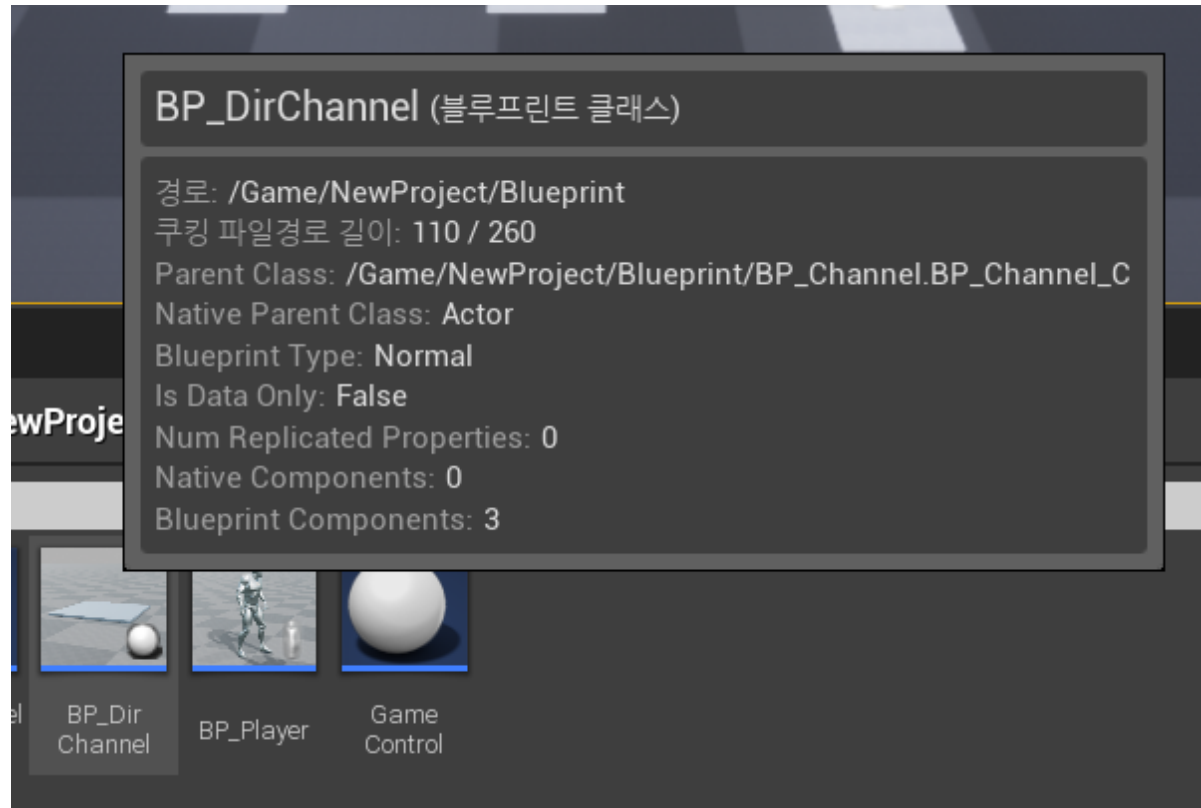 BP_DirChannel (블루프린트 클래스)
경로: /Game/NewProject/Blueprint
쿠킹 파일경로 길이: 110 / 260
Parent Class: /Game/NewProject/Blueprint/BP_Channel.BP_Channel_C
Native Parent Class: Actor
Blueprint Type: Normal
Is Data Only: False
Num Replicated Properties: 0
Native Components: 0
Blueprint Components: 3
ewProje
el
BP_Dir
Channel
BP_Player
Game
Control